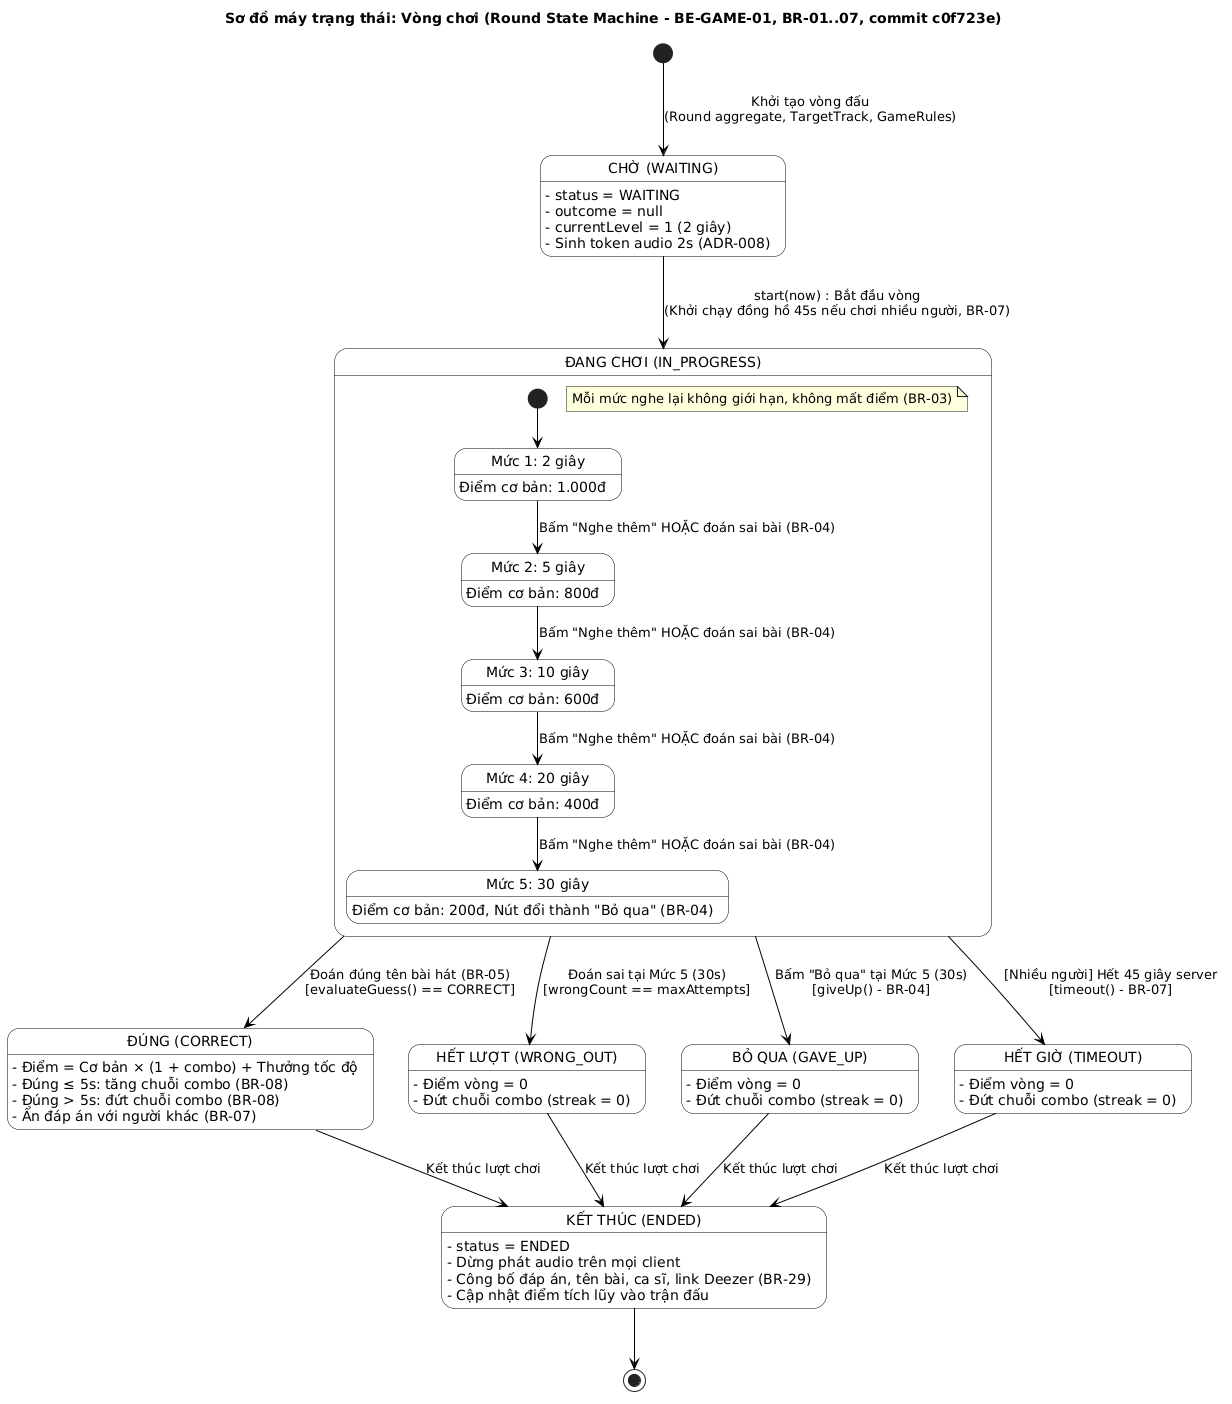 Sơ đồ máy trạng thái: Vòng chơi (Round State Machine - BE-GAME-01, BR-01..07, commit c0f723e)
Khởi tạo vòng đấu
(Round aggregate, TargetTrack, GameRules)
CHỜ (WAITING)
- status = WAITING
- outcome = null
- currentLevel = 1 (2 giây)
- Sinh token audio 2s (ADR-008)
start(now) : Bắt đầu vòng
(Khởi chạy đồng hồ 45s nếu chơi nhiều người, BR-07)
ĐANG CHƠI (IN_PROGRESS)
Mỗi mức nghe lại không giới hạn, không mất điểm (BR-03)
Mức 1: 2 giây
Điểm cơ bản: 1.000đ
Bấm "Nghe thêm" HOẶC đoán sai bài (BR-04)
Mức 2: 5 giây
Điểm cơ bản: 800đ
Bấm "Nghe thêm" HOẶC đoán sai bài (BR-04)
Mức 3: 10 giây
Điểm cơ bản: 600đ
Bấm "Nghe thêm" HOẶC đoán sai bài (BR-04)
Mức 4: 20 giây
Điểm cơ bản: 400đ
Bấm "Nghe thêm" HOẶC đoán sai bài (BR-04)
Mức 5: 30 giây
Điểm cơ bản: 200đ, Nút đổi thành "Bỏ qua" (BR-04)
Đoán đúng tên bài hát (BR-05)
[evaluateGuess() == CORRECT]
Đoán sai tại Mức 5 (30s)
[wrongCount == maxAttempts]
Bấm "Bỏ qua" tại Mức 5 (30s)
[giveUp() - BR-04]
[Nhiều người] Hết 45 giây server
[timeout() - BR-07]
ĐÚNG (CORRECT)
- Điểm = Cơ bản × (1 + combo) + Thưởng tốc độ
- Đúng ≤ 5s: tăng chuỗi combo (BR-08)
- Đúng > 5s: đứt chuỗi combo (BR-08)
- Ẩn đáp án với người khác (BR-07)
HẾT LƯỢT (WRONG_OUT)
- Điểm vòng = 0
- Đứt chuỗi combo (streak = 0)
BỎ QUA (GAVE_UP)
- Điểm vòng = 0
- Đứt chuỗi combo (streak = 0)
HẾT GIỜ (TIMEOUT)
- Điểm vòng = 0
- Đứt chuỗi combo (streak = 0)
Kết thúc lượt chơi
Kết thúc lượt chơi
Kết thúc lượt chơi
Kết thúc lượt chơi
KẾT THÚC (ENDED)
- status = ENDED
- Dừng phát audio trên mọi client
- Công bố đáp án, tên bài, ca sĩ, link Deezer (BR-29)
- Cập nhật điểm tích lũy vào trận đấu